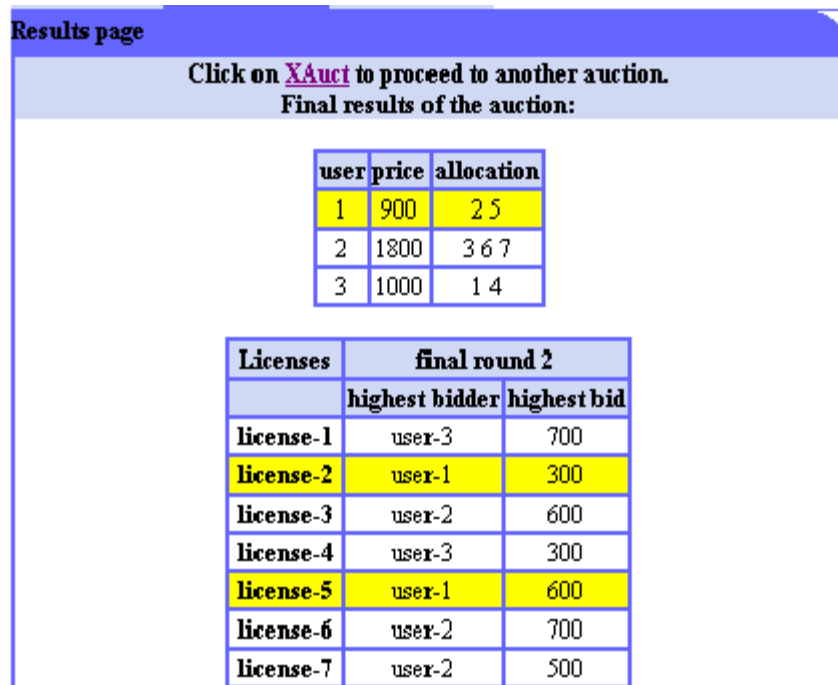 Results page
Click on XAuct to proceed to another auction.
Final results of the auction:
user price allocation
1 900 2 5
2 1800 3 6 7
3 1000 1 4
Licenses final round 2
highest bidder highest bid
license-1 user-3 700
license-2 user-1 300
license-3 user-2 600
license-4 user-3 300
license-5 user-1 600
license-6 user-2 700
license-7 user-2 500